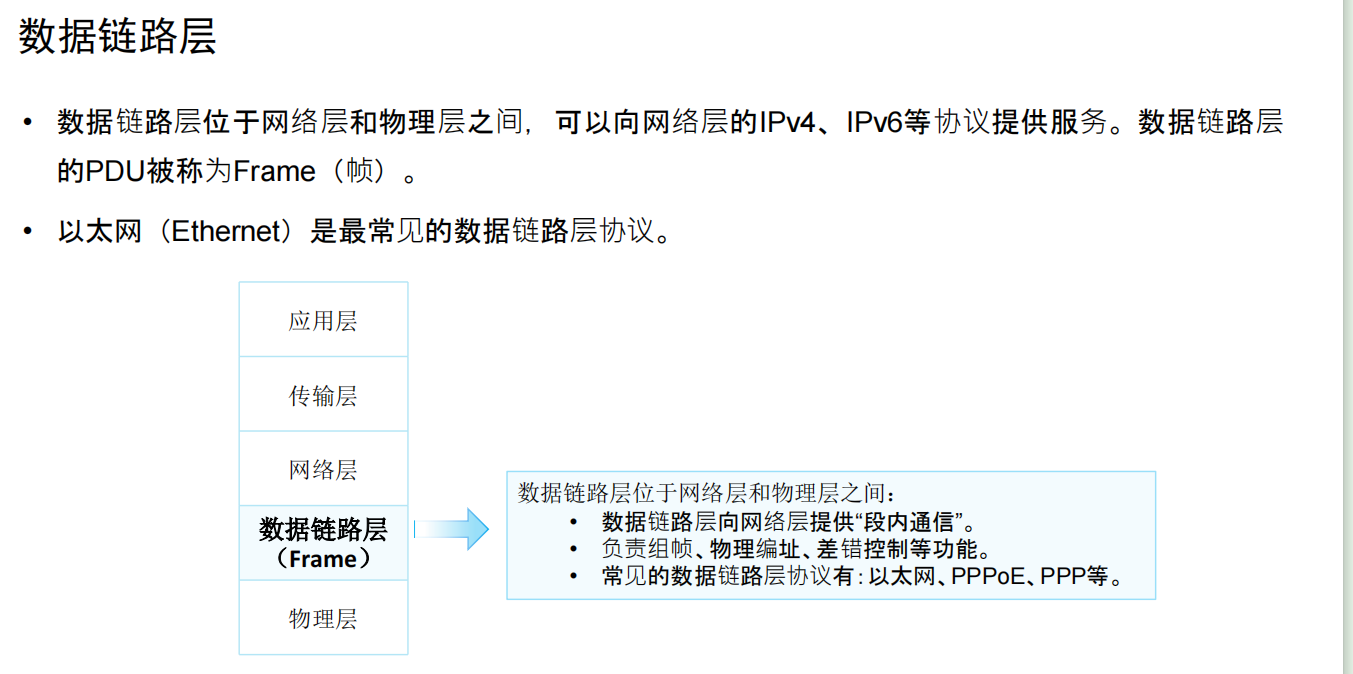 数据链路层
• 数据链路层位于网络层和物理层之间，可以向网络层的IPv4、IPv6等协议提供服务。数据链路层
的PDU被称为Frame（帧）。
• 以太网（Ethernet）是最常见的数据链路层协议。
应用层
传输层
网络层
数据链路层
（Frame）
物理层
数据链路层位于网络层和物理层之间：
• 数据链路层向网络层提供“段内通信”。
• 负责组帧、物理编址、差错控制等功能。
• 常见的数据链路层协议有：以太网、PPPoE、PPP等。